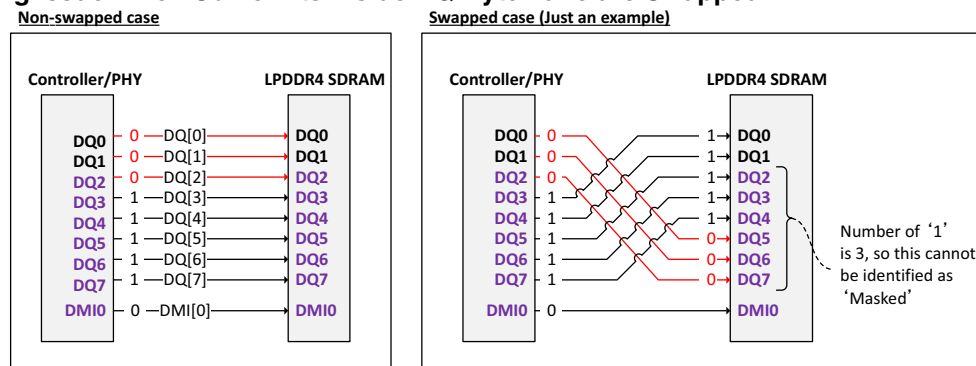 Non-swapped case
Controller/PHY LPDDR4 SDRAM
DQ0 0 DQ[0] DQ0
DQ1 0 DQ[1] DQ1
DQ2 0 DQ[2] DQ2
DQ3 1 DQ[3] DQ3
DQ4 1 DQ[4] DQ4
DQ5 1 DQ[5] DQ5
DQ6 1 DQ[6] DQ6
DQ7 1 DQ[7] DQ7
DMI0 0 DMI[0] DMI0
Swapped case (Just an example)
Controller/PHY LPDDR4 SDRAM
DQ0 0 1 DQ0
DQ1 0 1 DQ1
DQ2 0 1 DQ2
DQ3 1 1 DQ3
DQ4 1 1 DQ4
DQ5 1 0 DQ5
DQ6 1 0 DQ6
DQ7 1 0 DQ7
DMI0 0 DMI0
Number of ‘1’
is 3, so this cannot
be identified as
‘Masked’